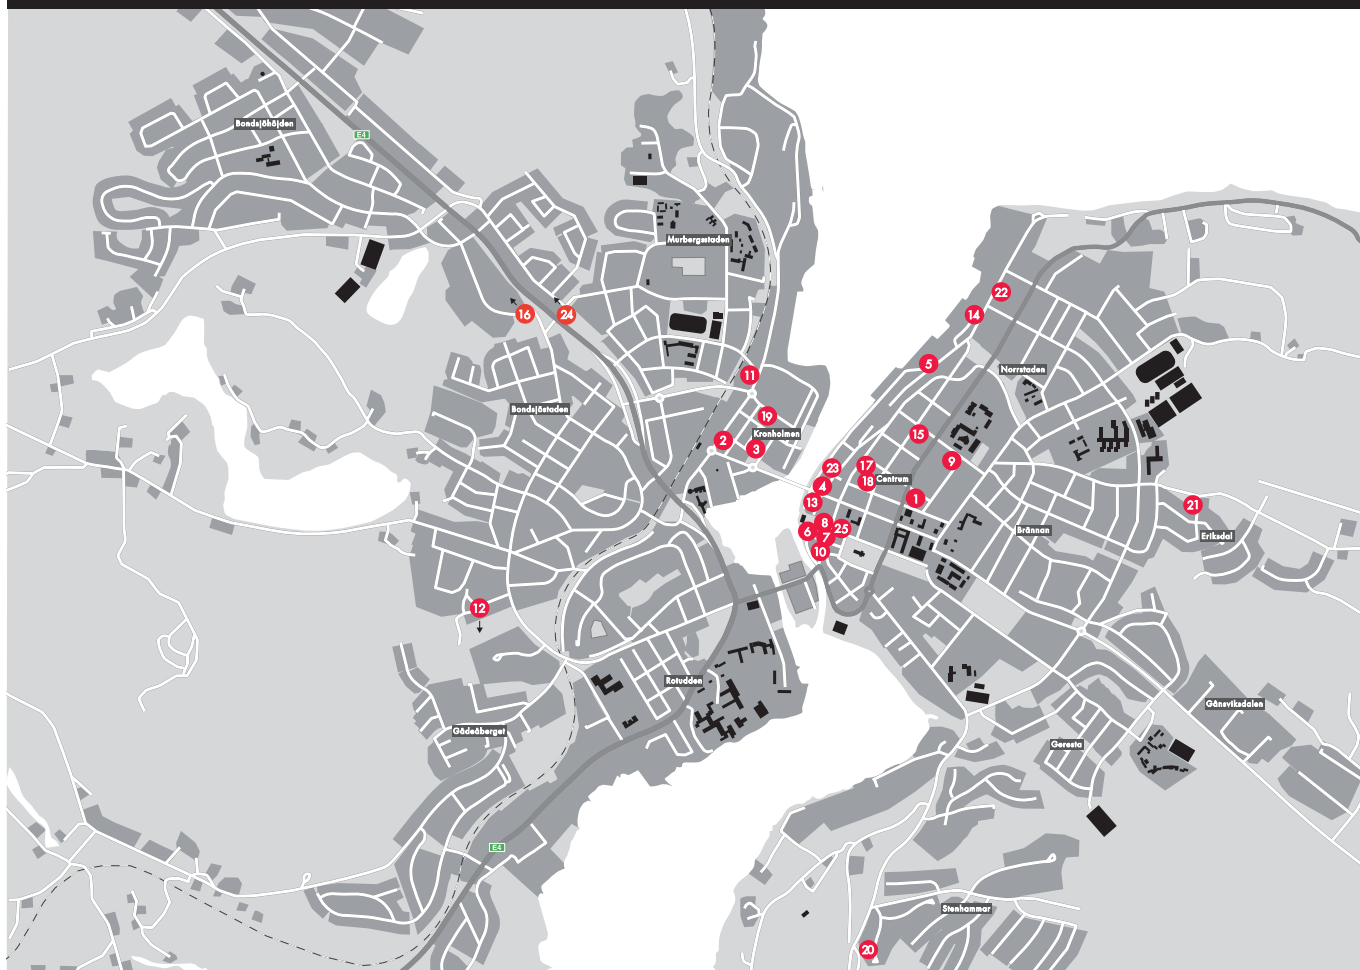 Bondsjöhöjden
E4
Murbergsstaden
22
16
24
14
5
Norrstaden
11
Bondsjöstaden
19
2
Kronholmen
15
3
9
23
17
Centrum
18
4
1
13
21
8
6
25
7
Brännan
Eriksdal
10
12
Rotudden
Gånsviksdalen
Gådeåberget
Geresta
E4
Stenhammar
20